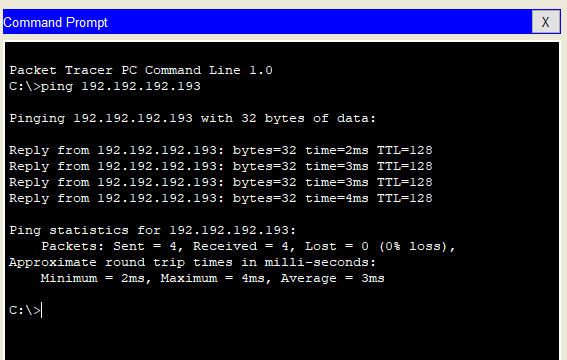 Command Prompt
X
Packet Tracer PC Command Line 1.0
C:\>ping 192.192.192.193
Pinging 192.192.192.193 with 32 bytes of data:
Reply from 192.192.192.193: bytes=32 time=2ms TTL=128
Reply from 192.192.192.193: bytes=32 time=3ms TTL=128
Reply from 192.192.192.193: bytes=32 time=3ms TTL=128
Reply from 192.192.192.193: bytes=32 time=4ms TTL=128
Ping statistics for 192.192.192.193:
Packets: Sent = 4, Received = 4, Lost = 0 (0% loss),
Approximate round trip times in milli-seconds:
Minimum = 2ms, Maximum = 4ms, Average = 3ms
C:\>